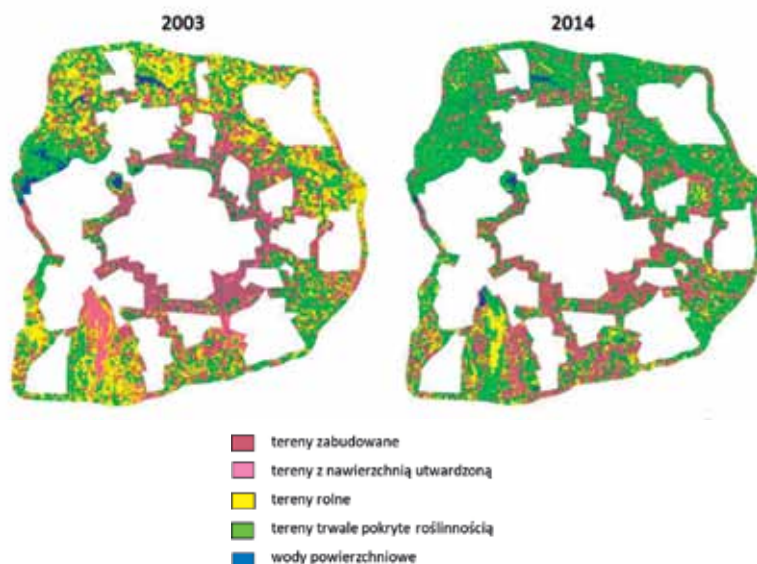 2003
2014
tereny zabudowane
tereny z nawierzchnią utwardzoną
tereny rolne
tereny trwale pokryte roślinnością
wody powierzchniowe